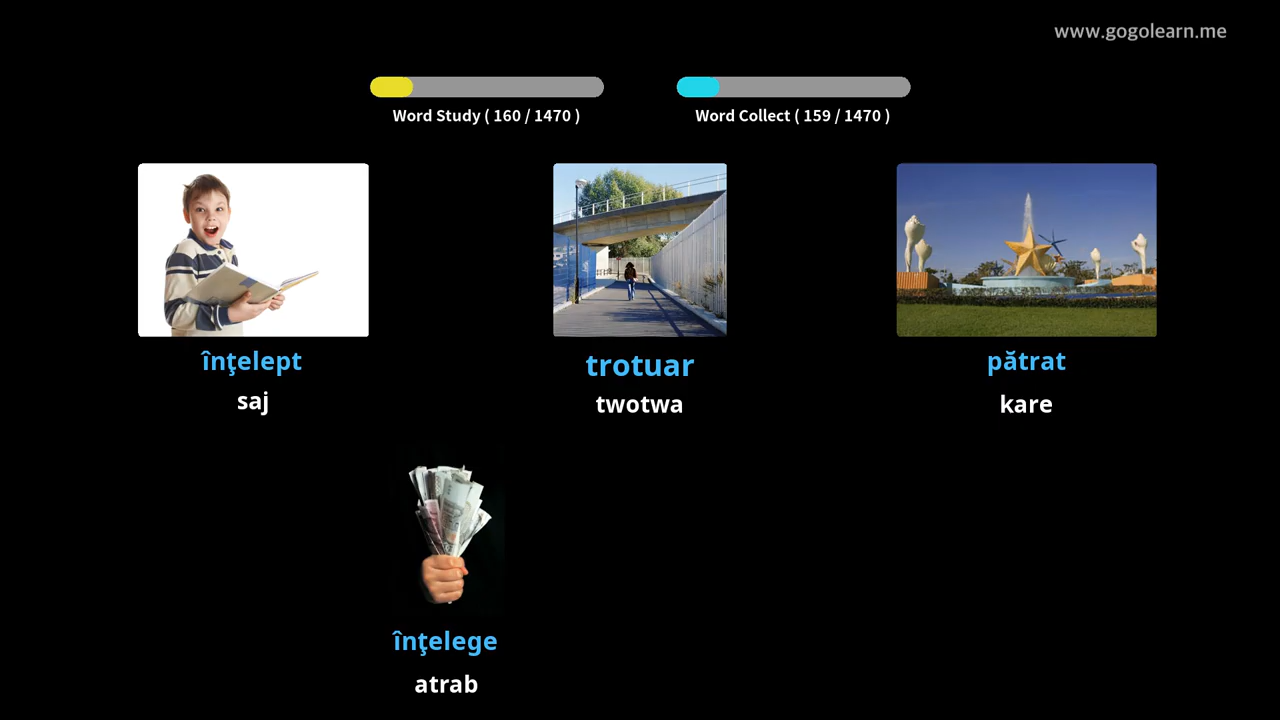 www.gogolearn.me
Word Study ( 160 / 1470 )
Word Collect ( 159 / 1470 )
înţelept
trotuar
pătrat
saj
twotwa
kare
înţelege
atrab